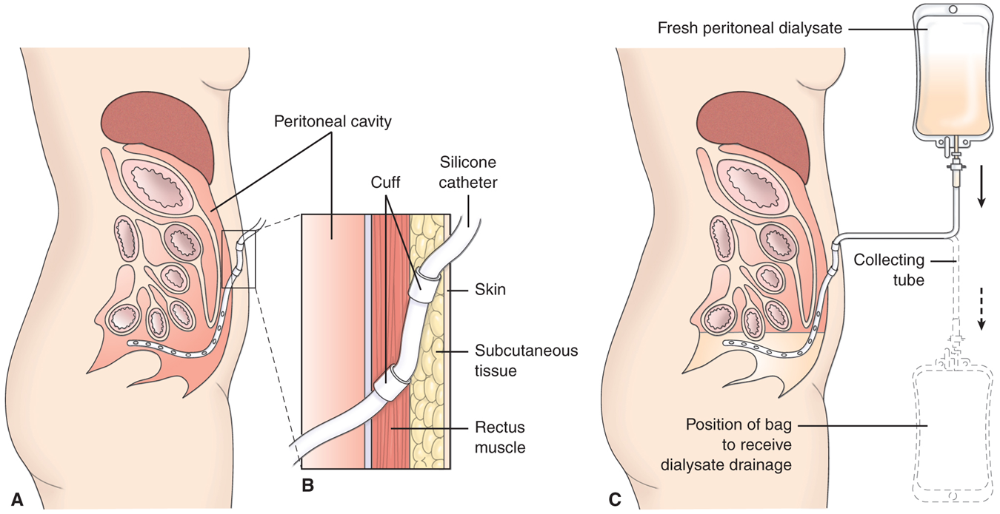 Peritoneal cavity
Silicone
catheter
Cuff
Skin
Subcutaneous
tissue
Rectus
muscle
A
B
Fresh peritoneal dialysate
Collecting
tube
Position of bag
to receive
dialysate drainage
C